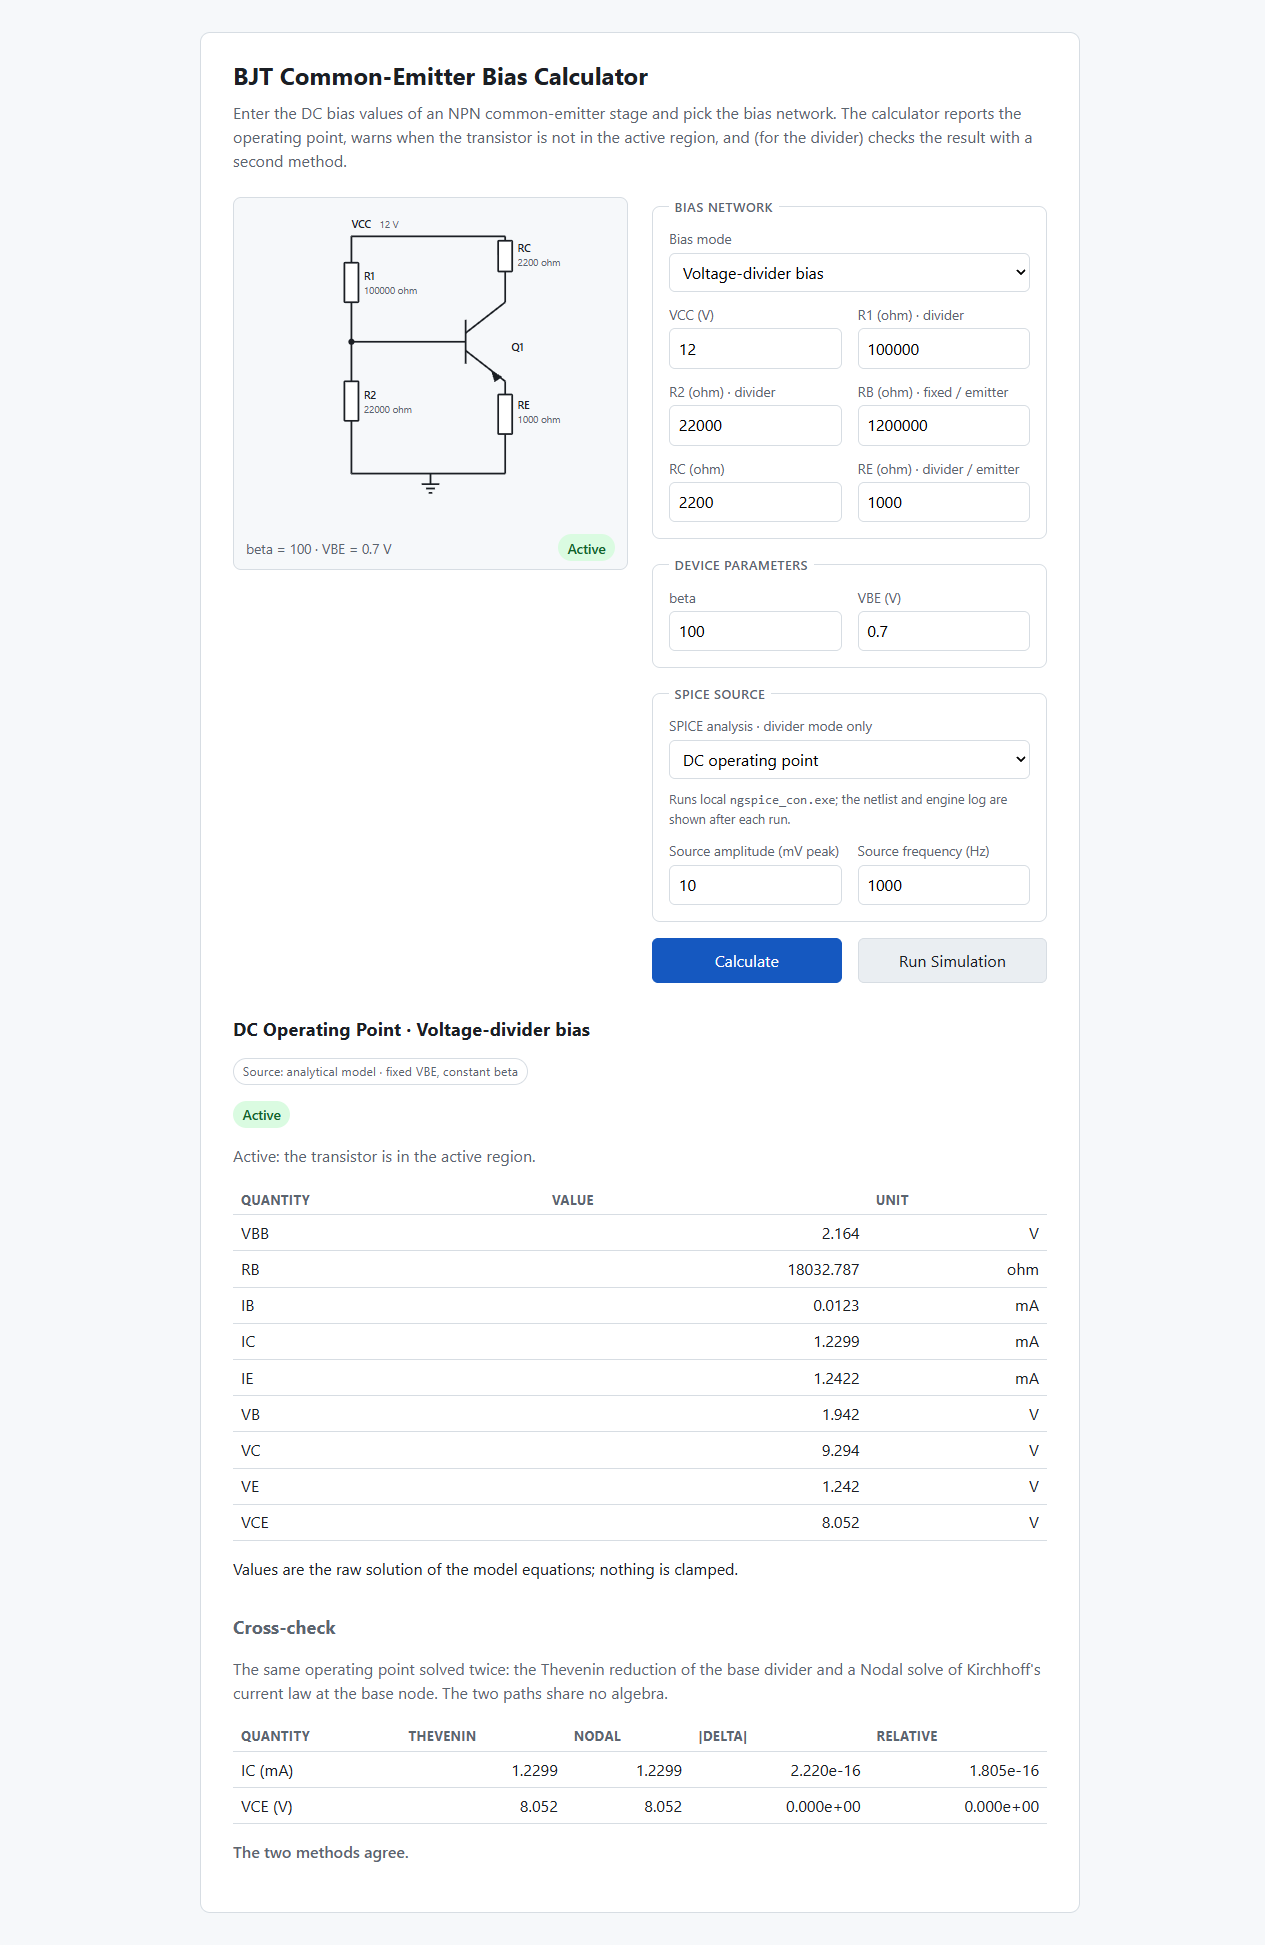 BJT Common-Emitter Bias Calculator
Enter the DC bias values of an NPN common-emitter stage and pick the bias network. The calculator reports the
operating point, warns when the transistor is not in the active region, and (for the divider) checks the result with a
second method.
VCC 12 V
RC
2200 ohm
R1
100000 ohm
Q1
R2
22000 ohm
RE
1000 ohm
beta = 100 · VBE = 0.7 V
Active
BIAS NETWORK
Bias mode
Voltage-divider bias
VCC (V) R1 (ohm) · divider
12 100000
R2 (ohm) · divider RB (ohm) · fixed / emitter
22000 1200000
RC (ohm) RE (ohm) · divider / emitter
2200 1000
DEVICE PARAMETERS
beta VBE (V)
100 0.7
SPICE SOURCE
SPICE analysis · divider mode only
DC operating point
Runs local ngspice_con.exe; the netlist and engine log are
shown after each run.
Source amplitude (mV peak) Source frequency (Hz)
10 1000
Calculate Run Simulation
DC Operating Point · Voltage-divider bias
Source: analytical model · fixed VBE, constant beta
Active
Active: the transistor is in the active region.
QUANTITY VALUE UNIT
VBB 2.164 V
RB 18032.787 ohm
IB 0.0123 mA
IC 1.2299 mA
IE 1.2422 mA
VB 1.942 V
VC 9.294 V
VE 1.242 V
VCE 8.052 V
Values are the raw solution of the model equations; nothing is clamped.
Cross-check
The same operating point solved twice: the Thevenin reduction of the base divider and a Nodal solve of Kirchhoff's
current law at the base node. The two paths share no algebra.
QUANTITY THEVENIN NODAL |DELTA| RELATIVE
IC (mA) 1.2299 1.2299 2.220e-16 1.805e-16
VCE (V) 8.052 8.052 0.000e+00 0.000e+00
The two methods agree.